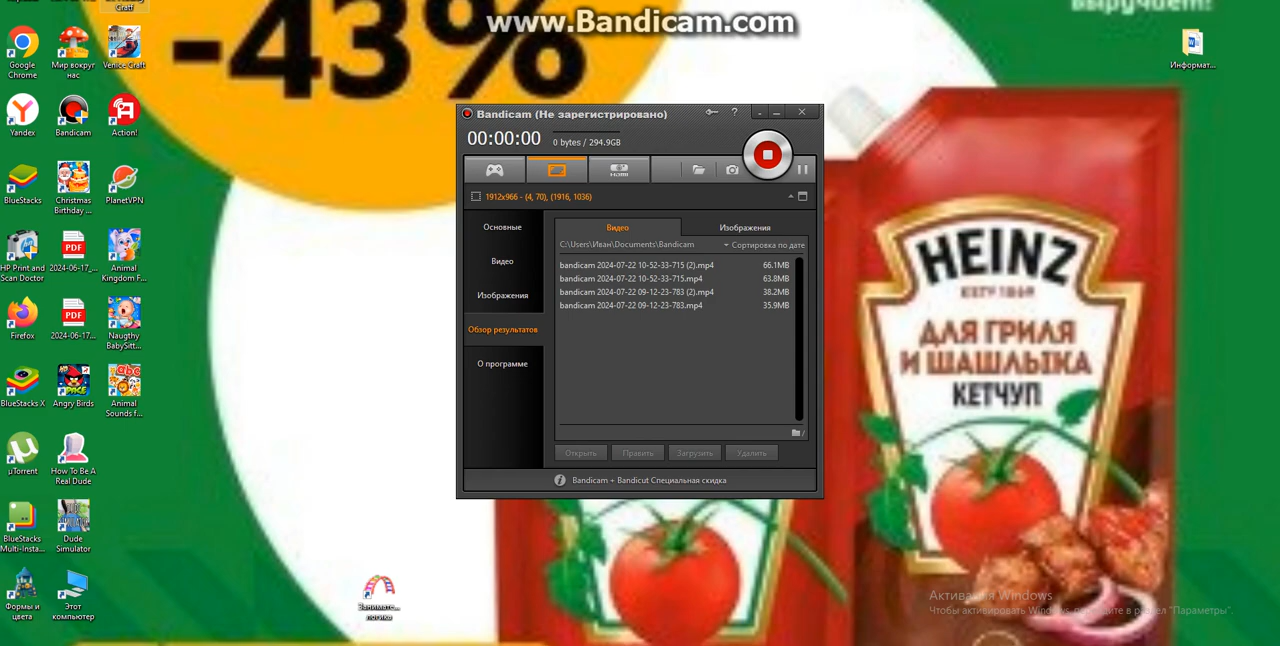 Craft
www.Bandicam.com
выручает!
-43%
Google Chrome
Мир вокруг нас
Venice Craft
Информат...
Yandex
Bandicam
Action!
BlueStacks
Christmas Birthday ...
PlanetVPN
HP Print and Scan Doctor
2024-06-17_...
Animal Kingdom F...
Firefox
2024-06-17...
Naugthy BabySitt...
BlueStacks X
Angry Birds
Animal Sounds f...
µTorrent
How To Be A Real Dude
BlueStacks Multi-Insta...
Dude Simulator
Формы и цвета
Этот компьютер
Занимате... логика
Bandicam (Не зарегистрировано)
?
00:00:00
0 bytes / 294.9GB
HDMI
1912x966 - (4, 70), (1916, 1036)
Основные
Видео
Изображения
Обзор результатов
О программе
Видео
Изображения
C:\Users\Иван\Documents\Bandicam
Сортировка по дате
bandicam 2024-07-22 10-52-33-715 (2).mp4 66.1MB
bandicam 2024-07-22 10-52-33-715.mp4 63.8MB
bandicam 2024-07-22 09-12-23-783 (2).mp4 38.2MB
bandicam 2024-07-22 09-12-23-783.mp4 35.9MB
Открыть
Править
Загрузить
Удалить
Bandicam + Bandicut Специальная скидка
HEINZ
ESTD 1869
ДЛЯ ГРИЛЯ
И ШАШЛЫКА
КЕТЧУП
Активация Windows
Чтобы активировать Windows, перейдите в раздел "Параметры".